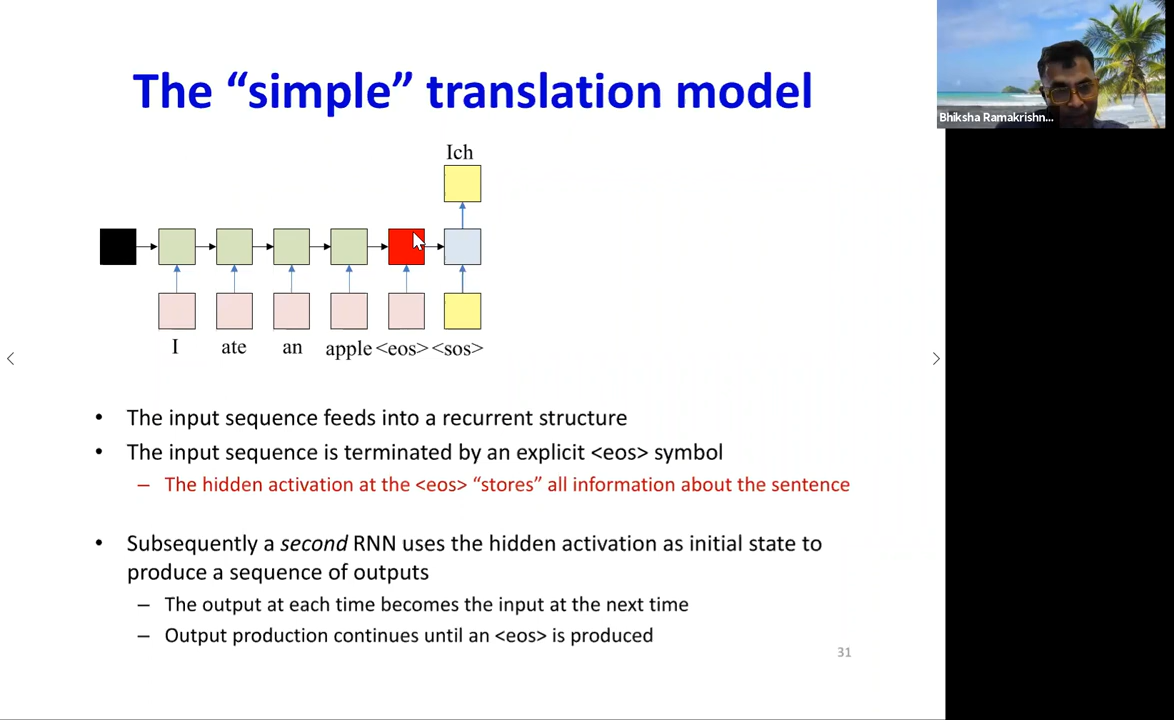 The “simple” translation model
Bhiksha Ramakrishn...
Ich
I ate an apple <eos> <sos>
• The input sequence feeds into a recurrent structure
• The input sequence is terminated by an explicit <eos> symbol
– The hidden activation at the <eos> “stores” all information about the sentence
• Subsequently a second RNN uses the hidden activation as initial state to
produce a sequence of outputs
– The output at each time becomes the input at the next time
– Output production continues until an <eos> is produced
31